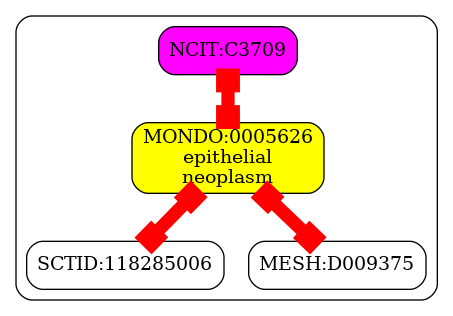 NCIT:C3709
MONDO:0005626
epithelial
neoplasm
SCTID:118285006
MESH:D009375